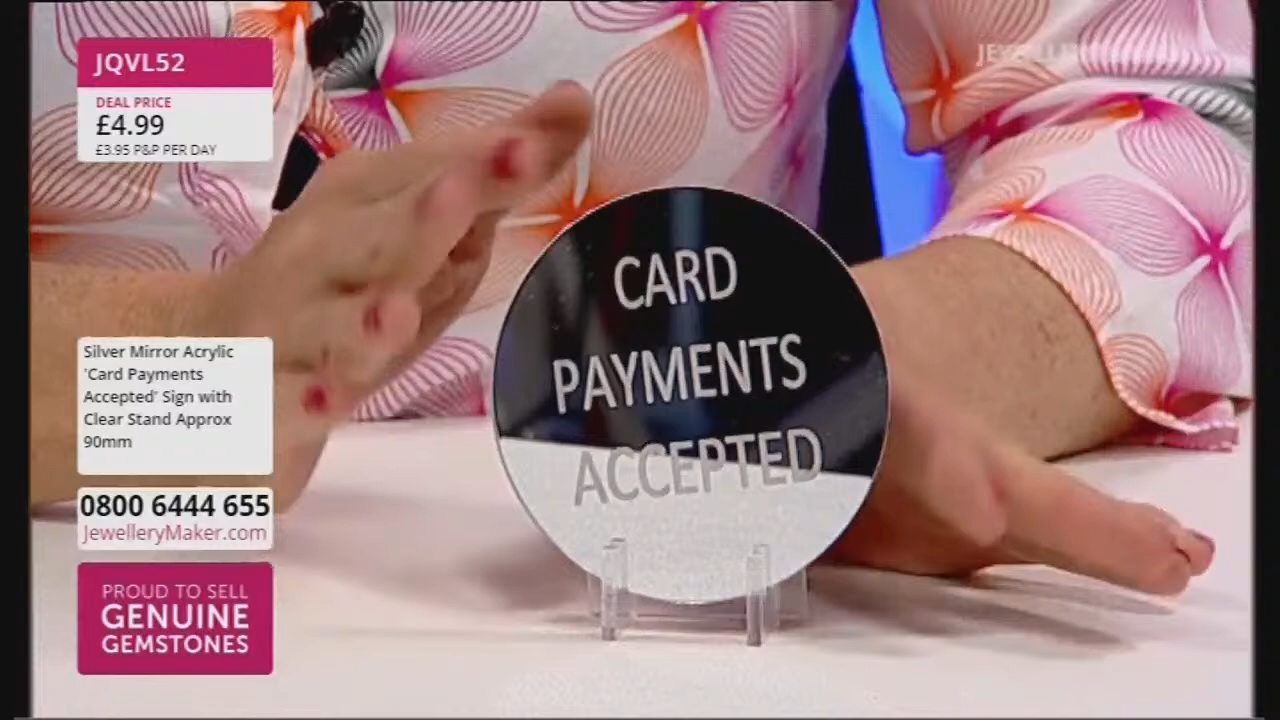 JQVL52
DEAL PRICE
£4.99
£3.95 P&P PER DAY
CARD
PAYMENTS
ACCEPTED
Silver Mirror Acrylic
'Card Payments
Accepted' Sign with
Clear Stand Approx
90mm
0800 6444 655
JewelleryMaker.com
PROUD TO SELL
GENUINE
GEMSTONES